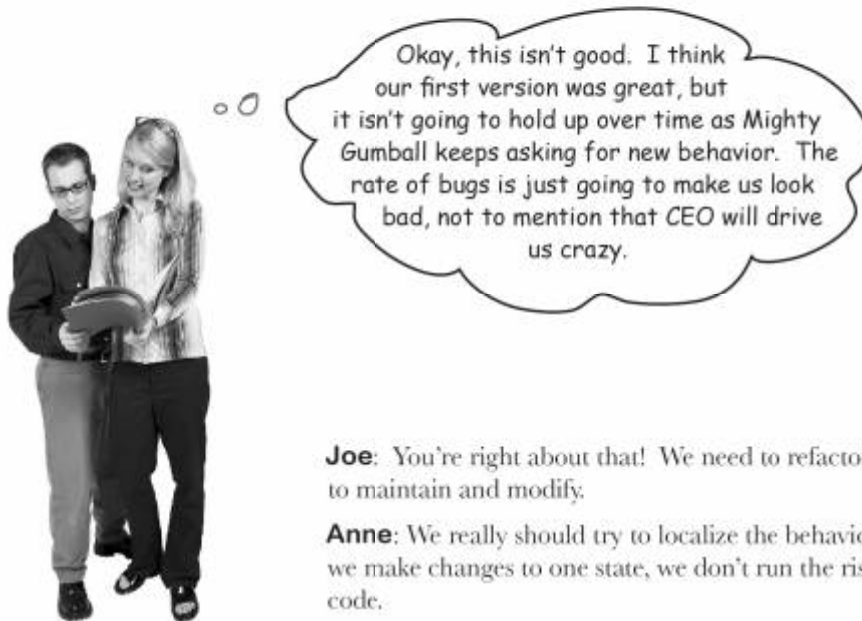 Okay, this isn't good. I think
our first version was great, but
it isn't going to hold up over time as Mighty
Gumball keeps asking for new behavior. The
rate of bugs is just going to make us look
bad, not to mention that CEO will drive
us crazy.
Joe: You're right about that! We need to refacto
to maintain and modify.
Anne: We really should try to localize the behavio
we make changes to one state, we don't run the ris
code.